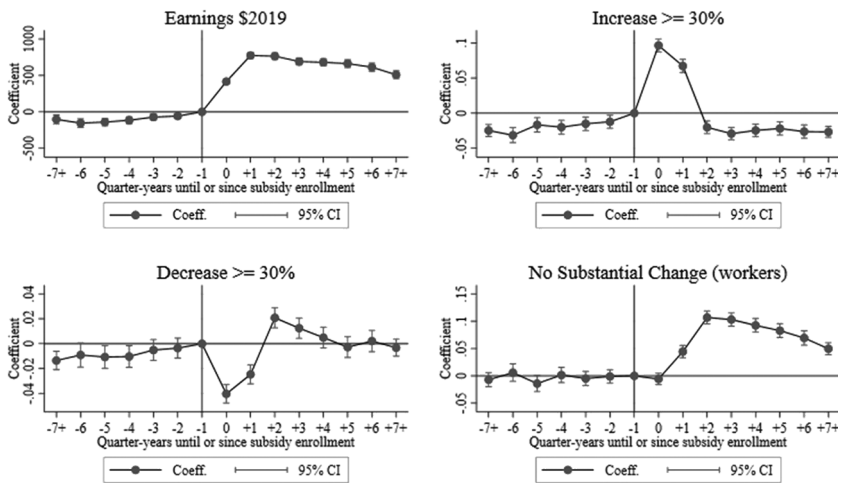 Earnings $2019
Coefficient
1000
500
0
-500
-7+ -6 -5 -4 -3 -2 -1 0 +1 +2 +3 +4 +5 +6 +7+
Quarter-years until or since subsidy enrollment
Coeff. 95% CI
Increase >= 30%
Coefficient
.1
.05
0
-.05
-7+ -6 -5 -4 -3 -2 -1 0 +1 +2 +3 +4 +5 +6 +7+
Quarter-years until or since subsidy enrollment
Coeff. 95% CI
Decrease >= 30%
Coefficient
.04
.02
0
-.02
-.04
-7+ -6 -5 -4 -3 -2 -1 0 +1 +2 +3 +4 +5 +6 +7+
Quarter-years until or since subsidy enrollment
Coeff. 95% CI
No Substantial Change (workers)
Coefficient
.15
.1
.05
0
-.05
-7+ -6 -5 -4 -3 -2 -1 0 +1 +2 +3 +4 +5 +6 +7+
Quarter-years until or since subsidy enrollment
Coeff. 95% CI